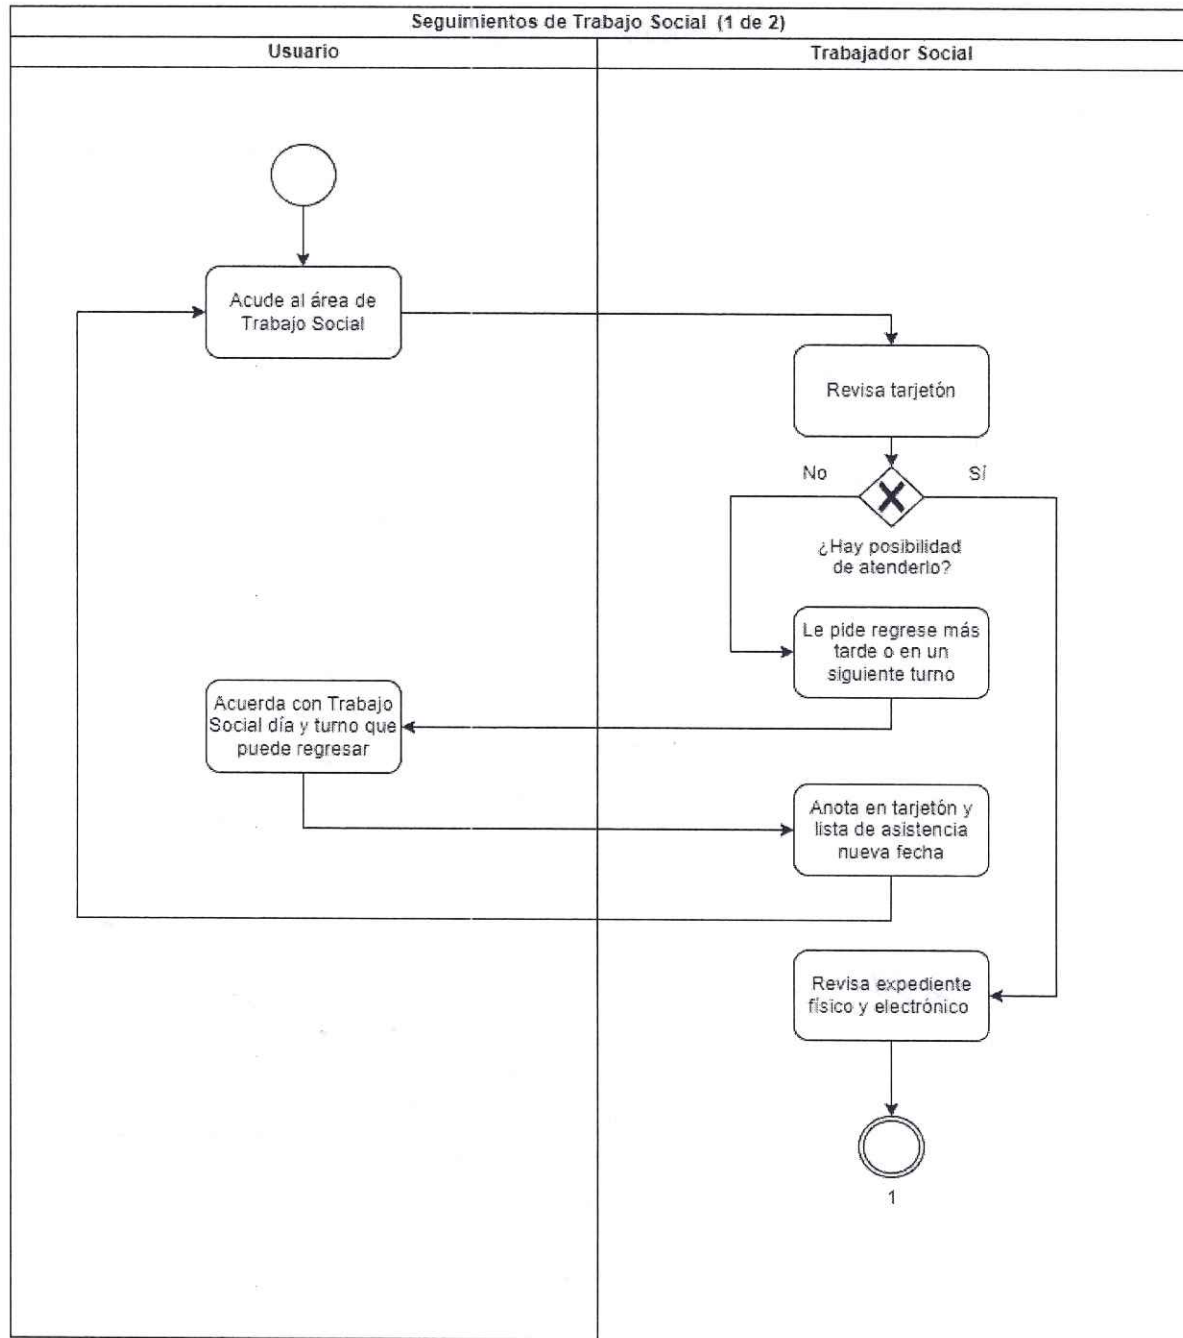 Seguimientos de Trabajo Social (1 de 2)
Usuario
Trabajador Social
Acude al área de
Trabajo Social
Revisa tarjetón
No
Sí
¿Hay posibilidad
de atenderlo?
Le pide regrese más
tarde o en un
siguiente turno
Acuerda con Trabajo
Social día y turno que
puede regresar
Anota en tarjetón y
lista de asistencia
nueva fecha
Revisa expediente
físico y electrónico
1